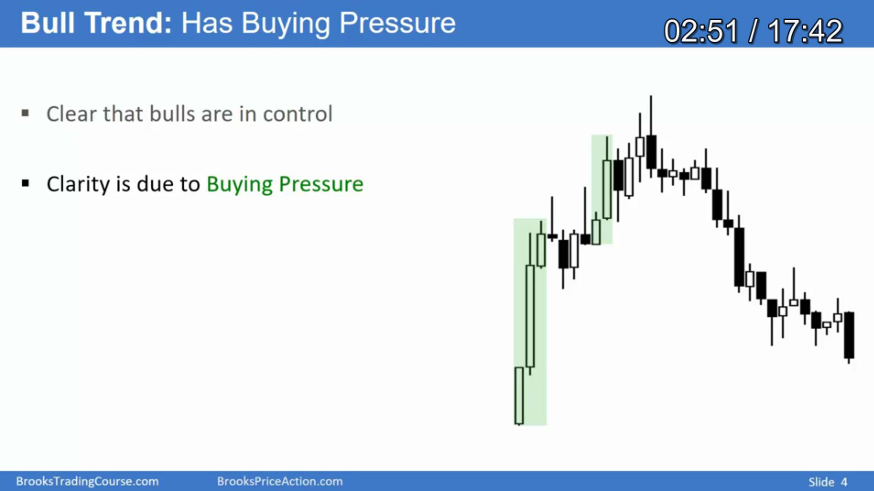 Bull Trend: Has Buying Pressure
02:51 / 17:42
Clear that bulls are in control
Clarity is due to Buying Pressure
BrooksTradingCourse.com
BrooksPriceAction.com
Slide 4